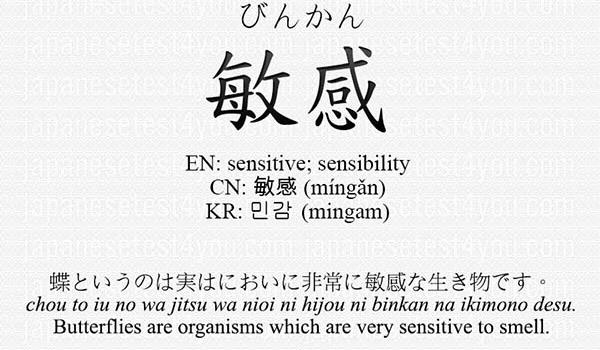 びんかん
敏感
EN: sensitive; sensibility
CN: 敏感 (míngǎn)
KR: 민감 (mingam)
蝶というのは実はにおいに非常に敏感な生き物です。
chou to iu no wa jitsu wa nioi ni hijou ni binkan na ikimono desu.
Butterflies are organisms which are very sensitive to smell.